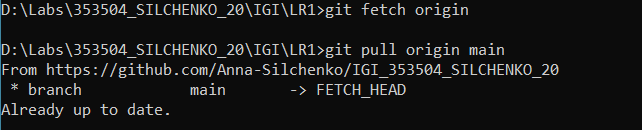 D:\Labs\353504_SILCHENKO_20\IGI\LR1>git fetch origin
D:\Labs\353504_SILCHENKO_20\IGI\LR1>git pull origin main
From https://github.com/Anna-Silchenko/IGI_353504_SILCHENKO_20
 * branch            main       -> FETCH_HEAD
Already up to date.